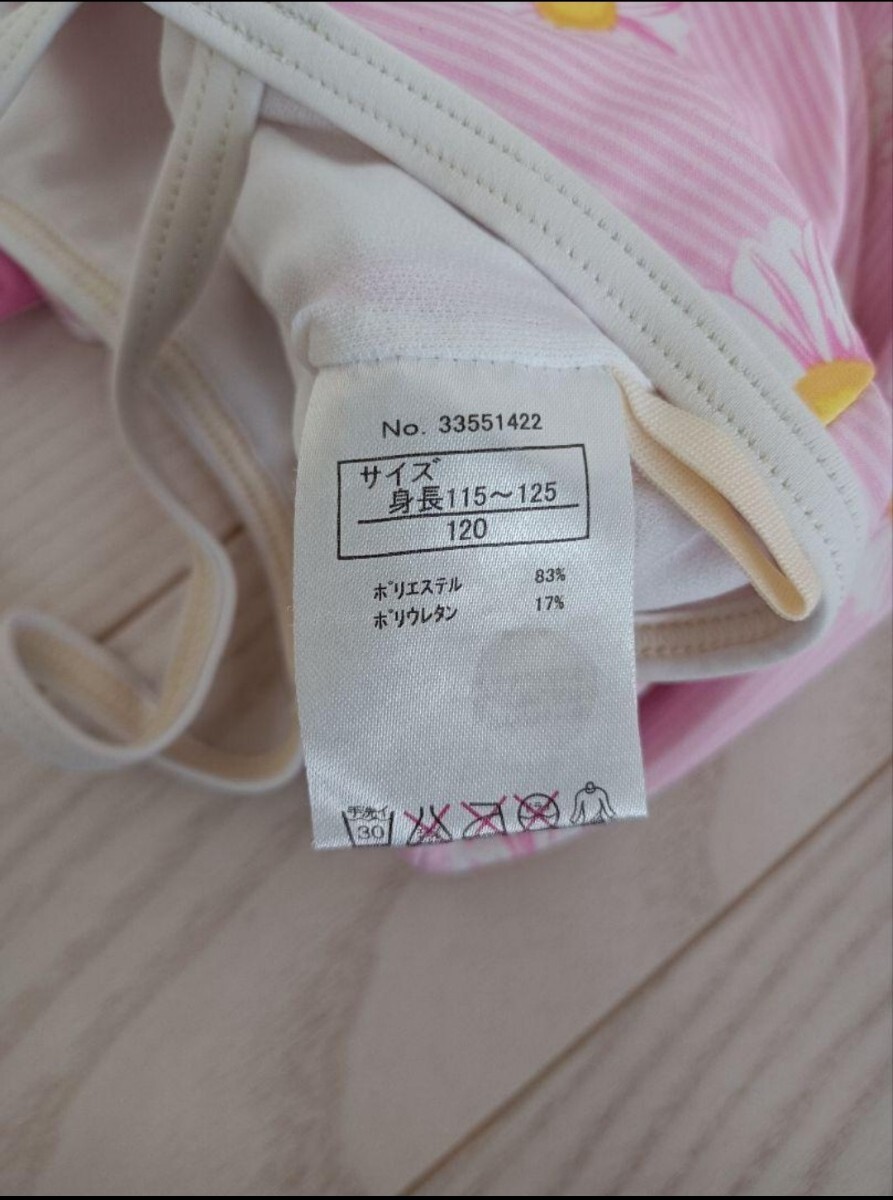 No. 33551422
サイズ
身長115～125
120
ポリエステル 83%
ポリウレタン 17%
手洗イ
30